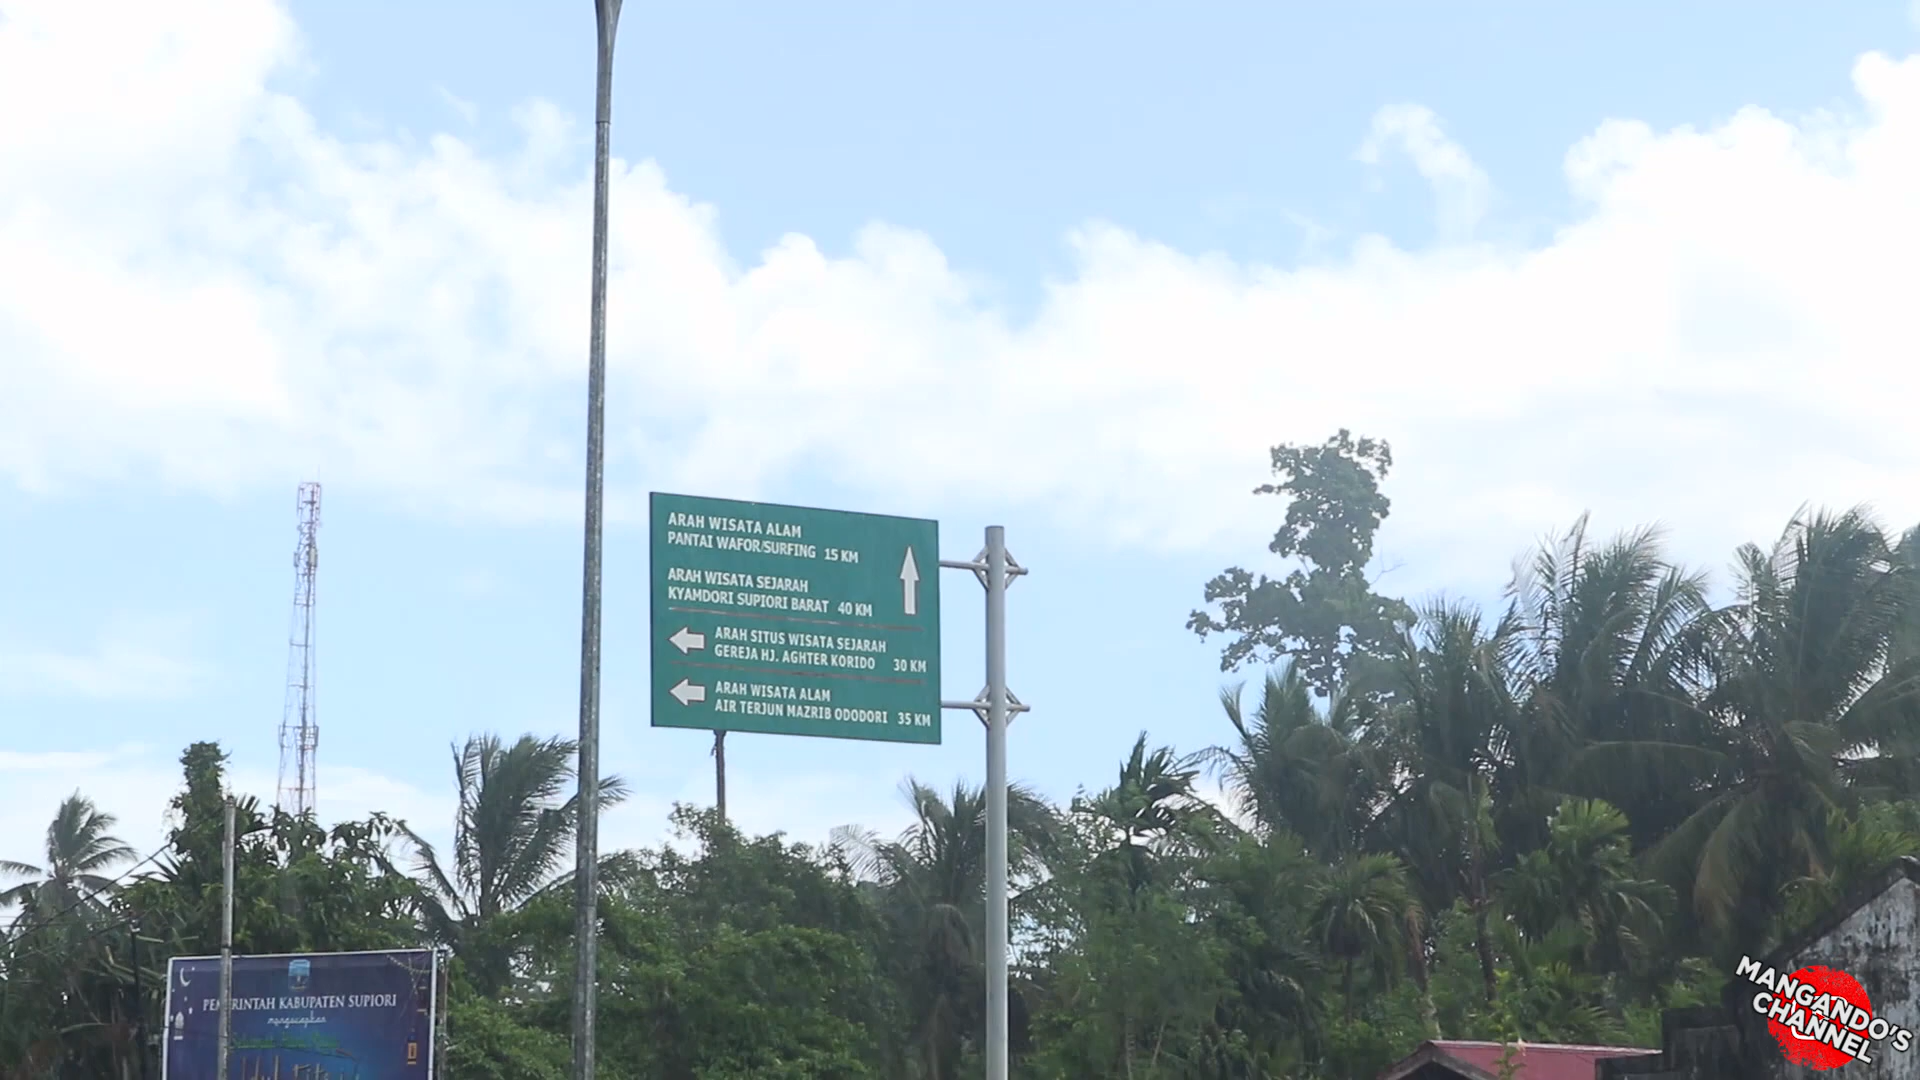 ARAH WISATA ALAM
PANTAI WAFOR/SURFING 15 KM
ARAH WISATA SEJARAH
KYAMDORI SUPIORI BARAT 40 KM
ARAH SITUS WISATA SEJARAH
GEREJA HJ. AGHTER KORIDO 30 KM
ARAH WISATA ALAM
AIR TERJUN MAZRIB ODODORI 35 KM
PEMERINTAH KABUPATEN SUPIORI
mengucapkan
MANGANDO'S
CHANNEL